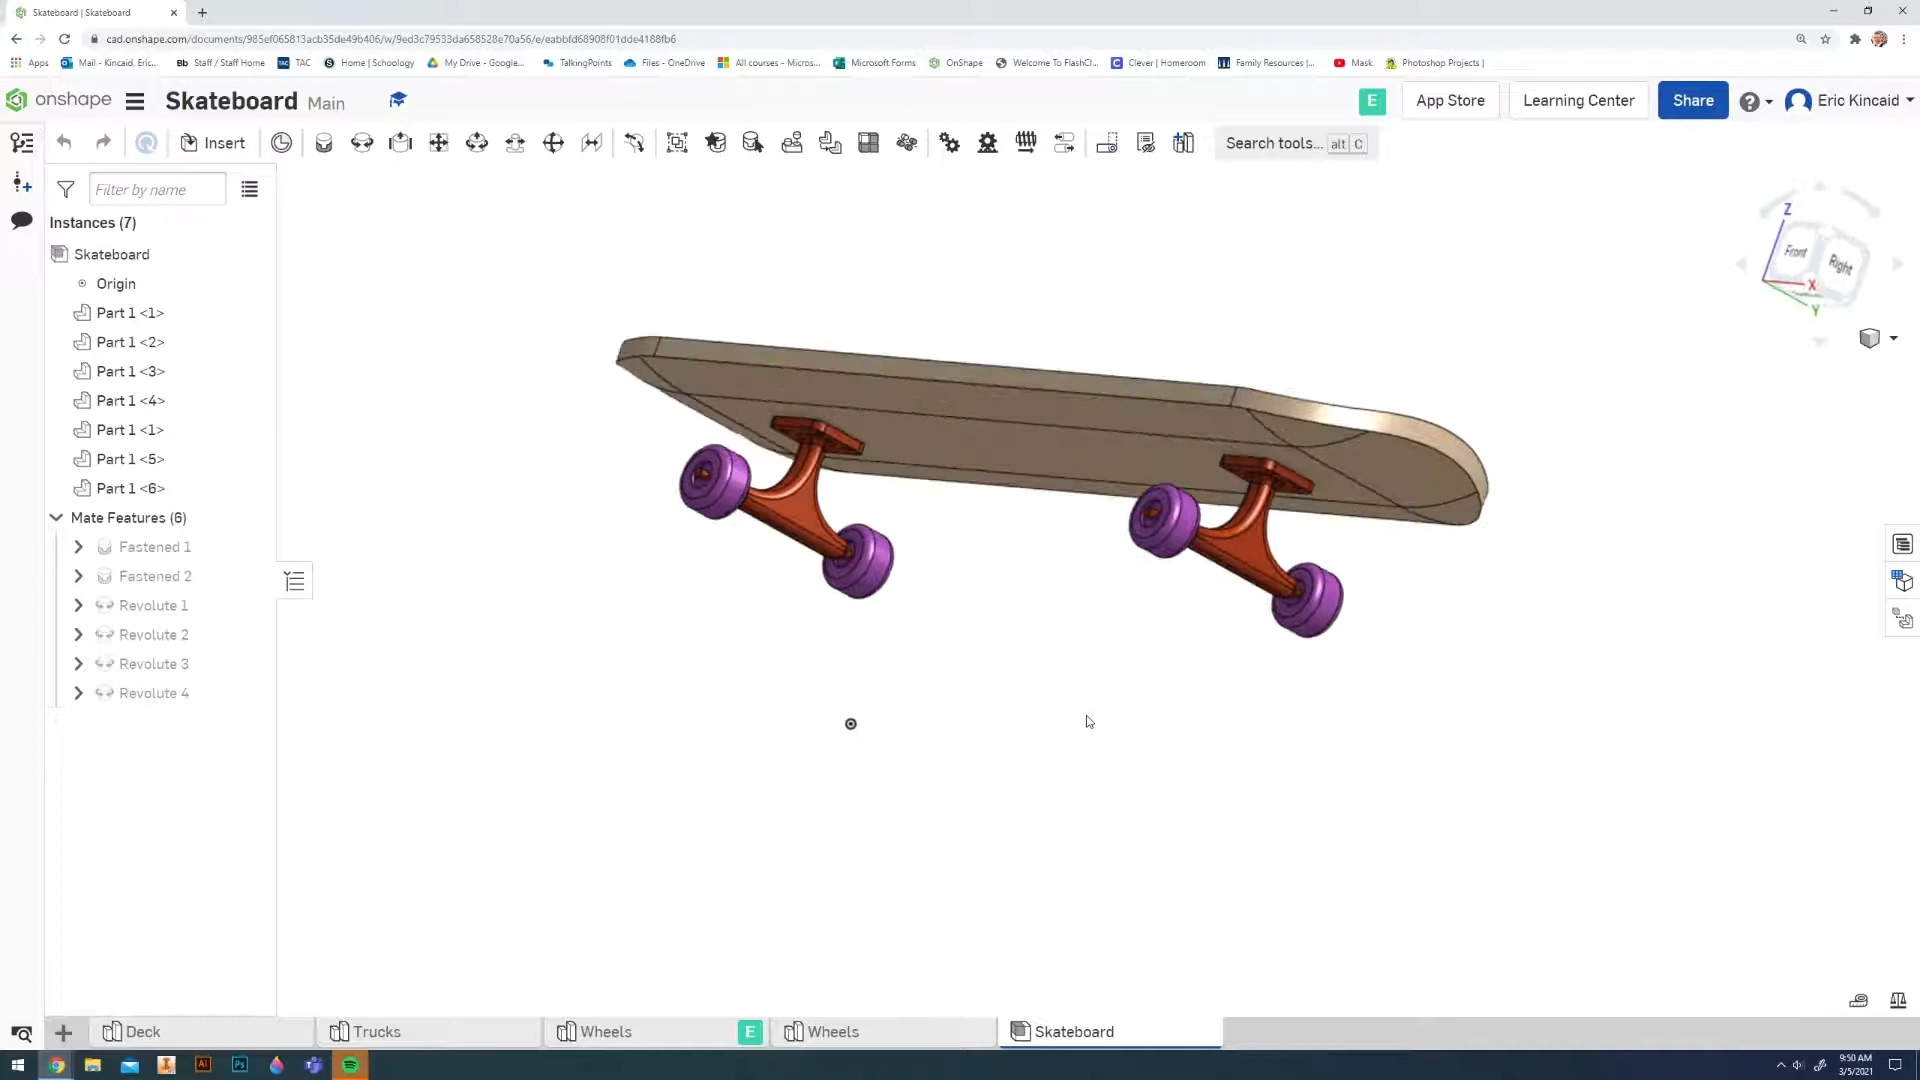 Skateboard | Skateboard
cad.onshape.com/documents/985ef065813acb35de49b406/w/9ed3c79533da658528e70a56/e/eabbfd68908f01dde4188fb6
Apps Mail - Kincaid, Eric... Bb Staff / Staff Home TAC TAC S Home | Schoology My Drive - Google... TalkingPoints Files - OneDrive All courses - Micros... Microsoft Forms OnShape Welcome To FlashCl... C Clever | Homeroom Family Resources |... Mask Photoshop Projects |
onshape Skateboard Main E App Store Learning Center Share Eric Kincaid
Insert Search tools... alt C
Filter by name
Instances (7)
Skateboard
Origin
Part 1 <1>
Part 1 <2>
Part 1 <3>
Part 1 <4>
Part 1 <1>
Part 1 <5>
Part 1 <6>
Mate Features (6)
Fastened 1
Fastened 2
Revolute 1
Revolute 2
Revolute 3
Revolute 4
Z
Front Right
X
Y
Deck Trucks Wheels E Wheels Skateboard
Ai Ps
9:50 AM
3/5/2021